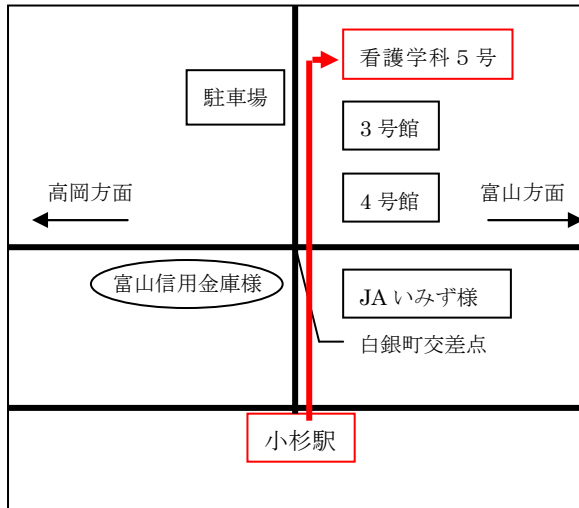 看護学科５号
駐車場
3 号館
高岡方面
4 号館
富山方面
富山信用金庫様
JA いみず様
白銀町交差点
小杉駅